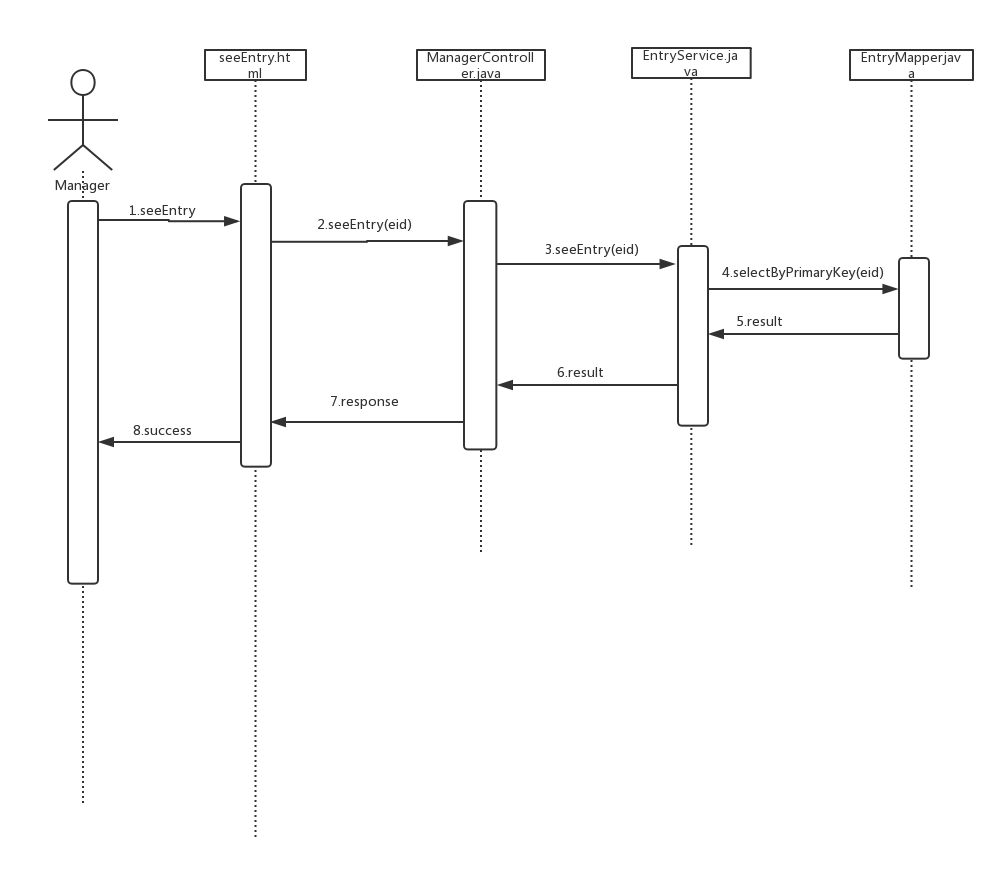 seeEntry.ht
ml
ManagerControll
er.java
EntryService.ja
va
EntryMapperjav
a
Manager
1.seeEntry
2.seeEntry(eid)
3.seeEntry(eid)
4.selectByPrimaryKey(eid)
5.result
6.result
7.response
8.success